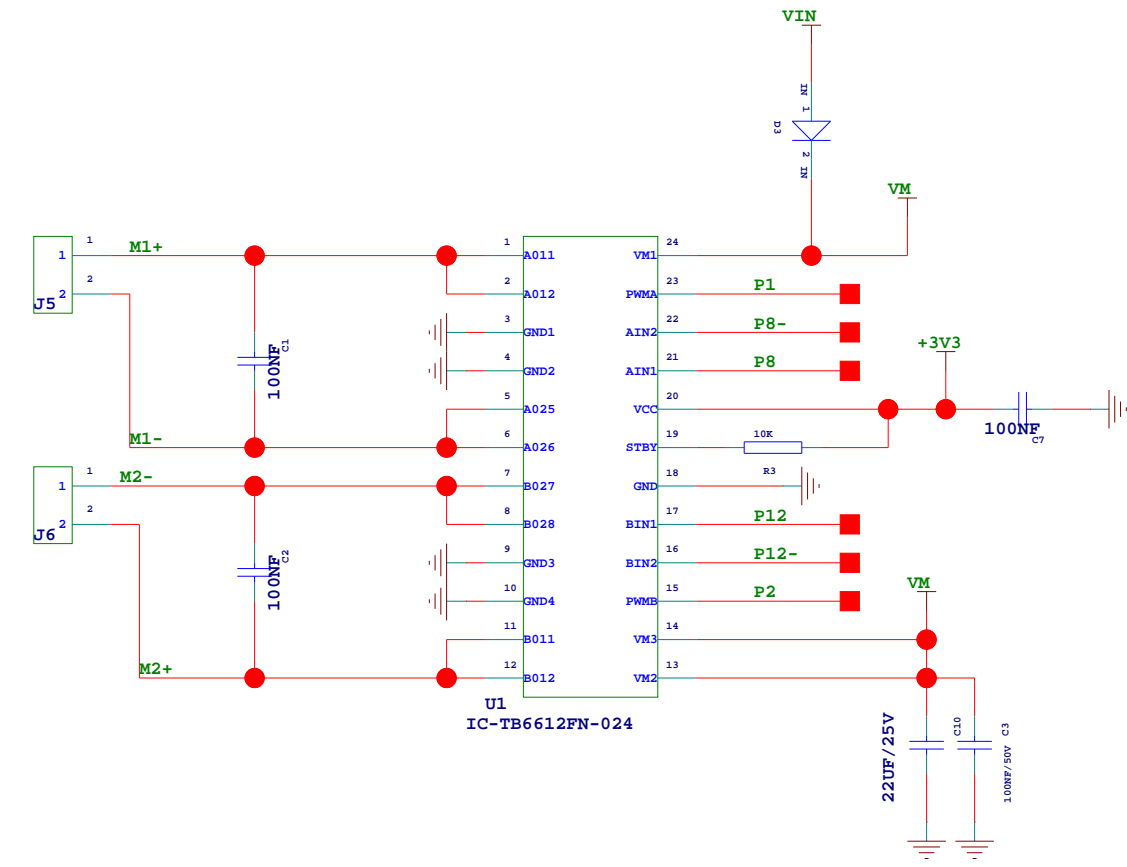 VIN
IN 1
D3
2 IN
VM
J5
1
1
2
2
M1+
M1-
100NF
C1
J6
1
1
2
2
M2-
M2+
100NF
C2
1 A011
2 A012
3 GND1
4 GND2
5 A025
6 A026
7 B027
8 B028
9 GND3
10 GND4
11 B011
12 B012
VM1 24
PWMA 23 P1
AIN2 22 P8-
AIN1 21 P8
VCC 20
STBY 19
GND 18
BIN1 17 P12
BIN2 16 P12-
PWMB 15 P2
VM3 14
VM2 13
U1
IC-TB6612FN-024
10K
R3
+3V3
100NF
C7
VM
22UF/25V
C10
C3
100NF/50V